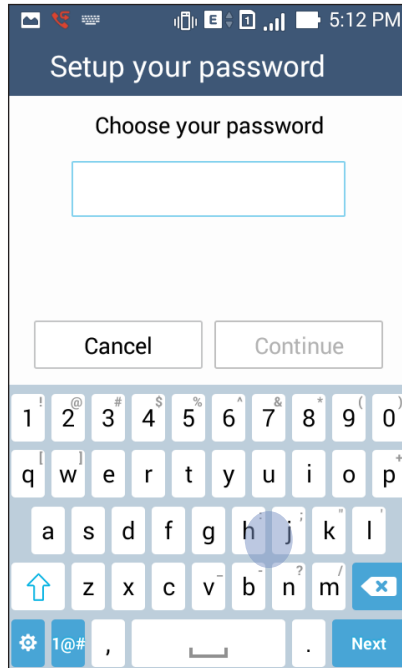 E 1 5:12 PM
Setup your password
Choose your password
Cancel Continue
! @ # $ % ^ & * ( )
1 2 3 4 5 6 7 8 9 0
[ ] +
q w e r t y u i o p
: ; " '
a s d f g h j k l
_ - ? /
z x c v b n m
1@# , . Next